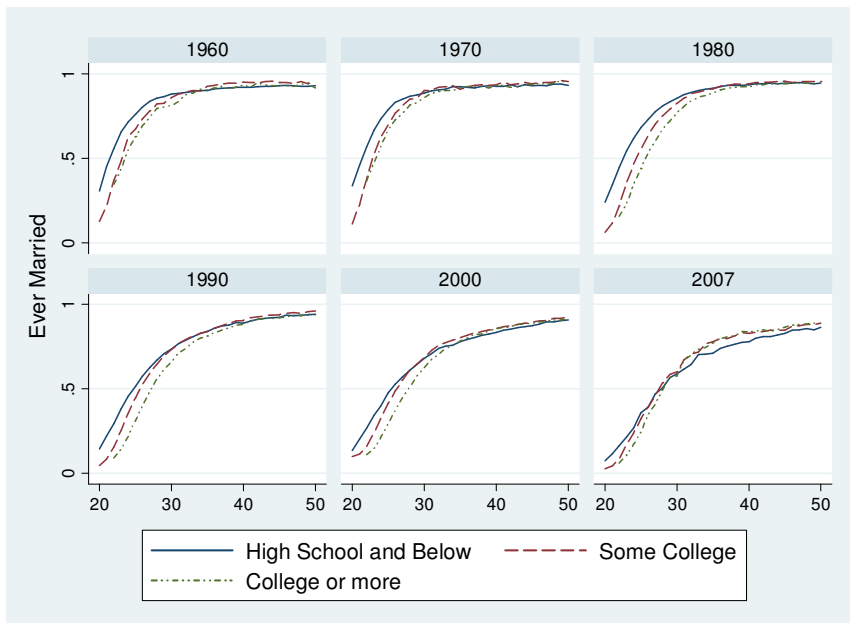 1960 1970 1980
1
.5
0
Ever Married
1990 2000 2007
1
.5
0
20 30 40 50 20 30 40 50 20 30 40 50
High School and Below Some College
College or more